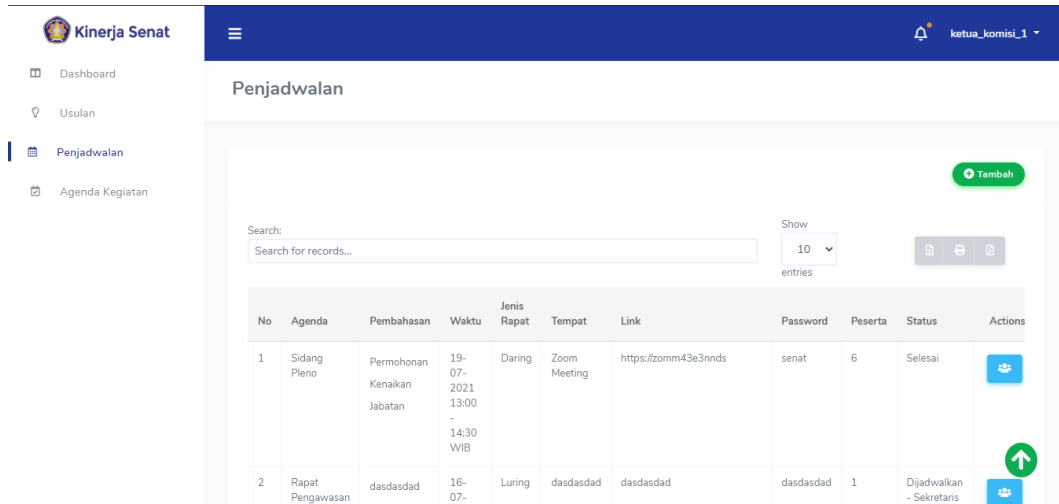 Kinerja Senat
ketua_komisi_1
Dashboard
Usulan
Penjadwalan
Agenda Kegiatan
Penjadwalan
Tambah
Search:
Search for records...
Show
10
entries
No Agenda Pembahasan Waktu Jenis Rapat Tempat Link Password Peserta Status Actions
1 Sidang Permohonan 19- Daring Zoom https://zomm43e3nnds senat 6 Selesai
Pleno Kenaikan 07- Meeting
Jabatan 2021
13:00
-
14:30
WIB
2 Rapat dasdasdad 16- Luring dasdasdad dasdasdad dasdasdad 1 Dijadwalkan
Pengawasan 07- - Sekretaris